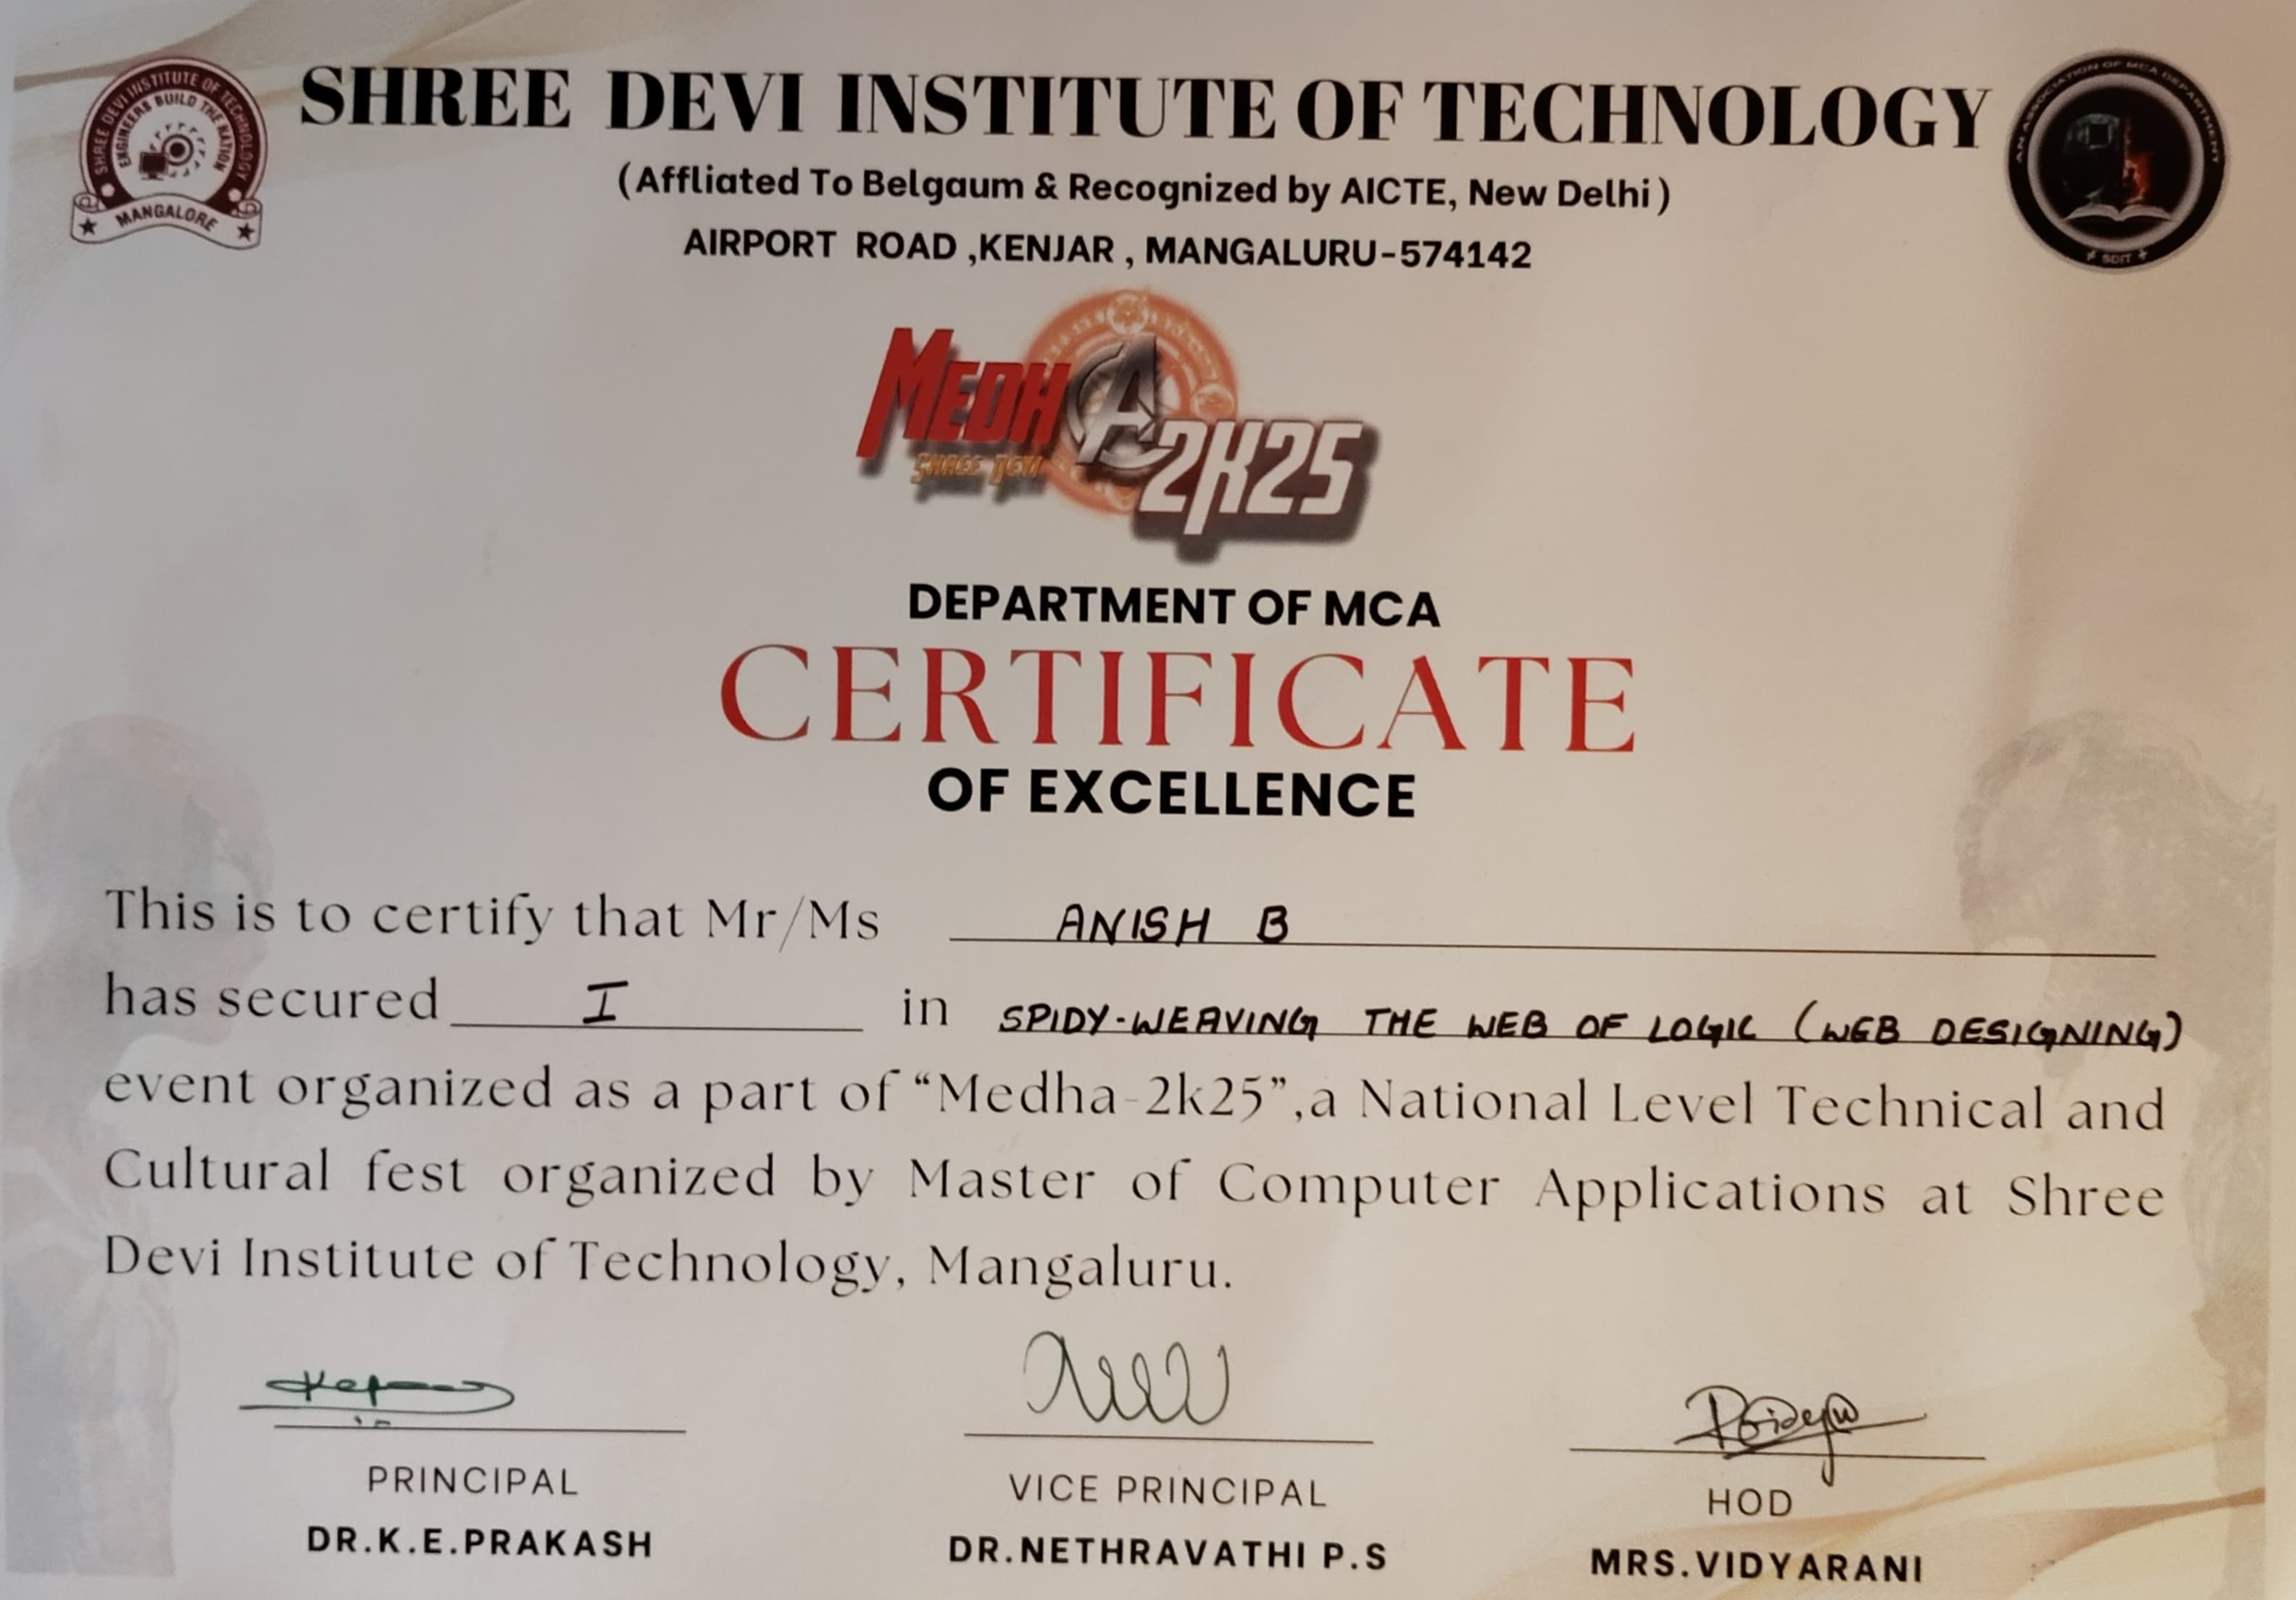 SHREE DEVI INSTITUTE OF TECHNOLOGY
ENGINEERS BUILD THE NATION
MANGALORE
SHREE DEVI INSTITUTE OF TECHNOLOGY
(Affliated To Belgaum & Recognized by AICTE, New Delhi)
AIRPORT ROAD ,KENJAR , MANGALURU-574142
AN ASSOCIATION OF MCA DEPARTMENT
SDIT
MEDHA 2K25
SHREE DEVI
DEPARTMENT OF MCA
CERTIFICATE
OF EXCELLENCE
This is to certify that Mr/Ms ANISH B
has secured I in SPIDY-WEAVING THE WEB OF LOGIC (WEB DESIGNING)
event organized as a part of “Medha-2k25”,a National Level Technical and
Cultural fest organized by Master of Computer Applications at Shree
Devi Institute of Technology, Mangaluru.
PRINCIPAL
DR.K.E.PRAKASH
VICE PRINCIPAL
DR.NETHRAVATHI P.S
HOD
MRS.VIDYARANI